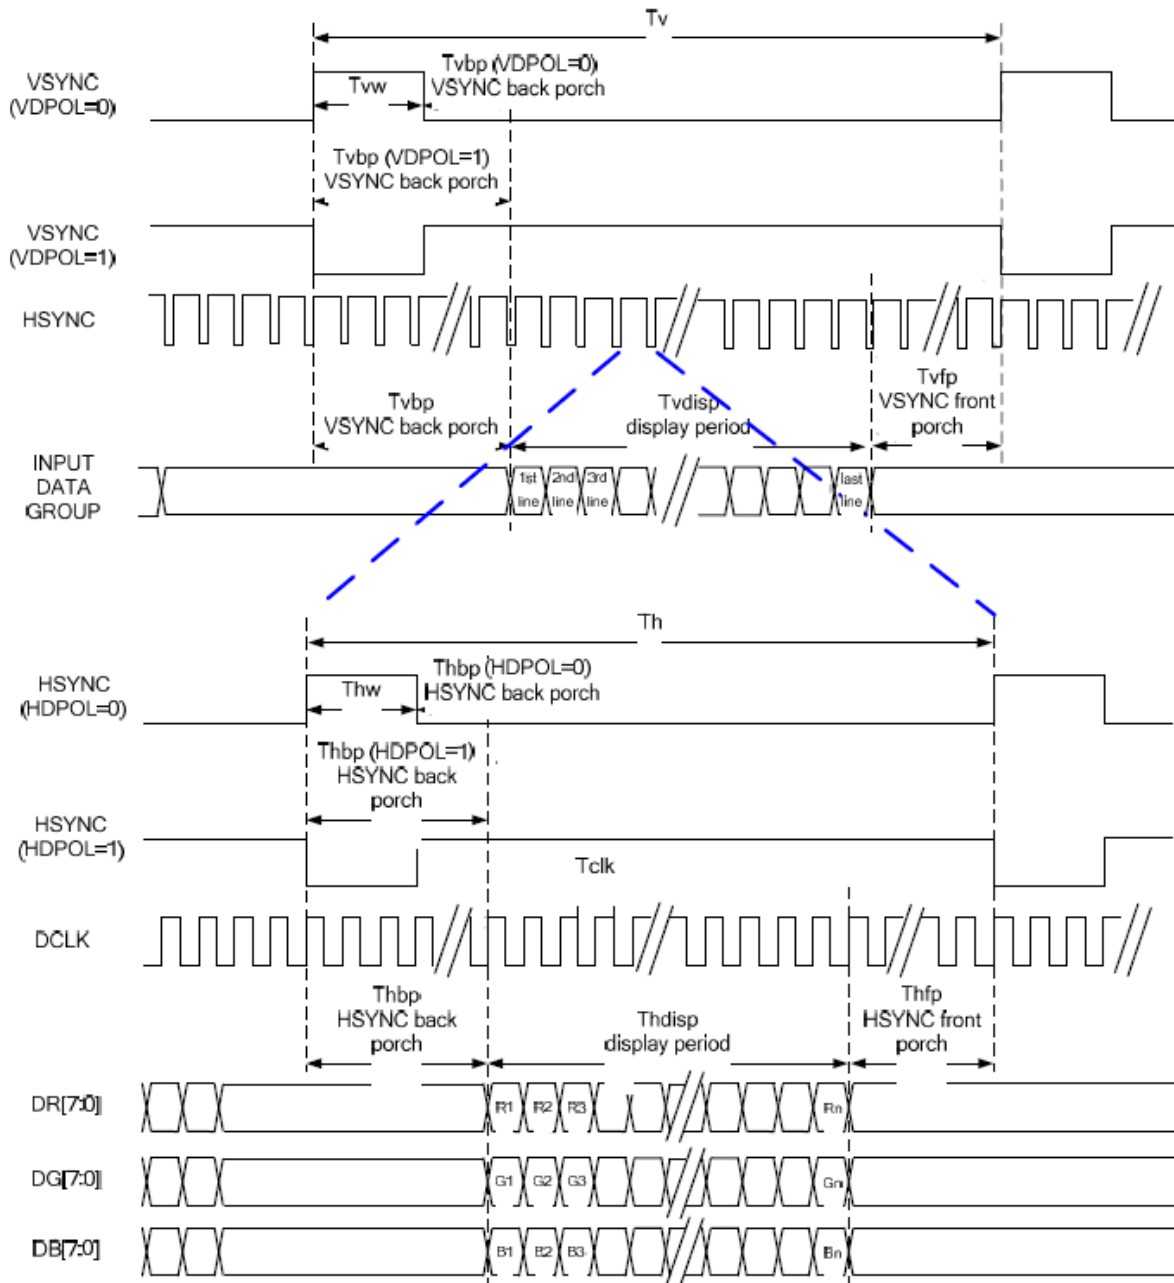 Tv
VSYNC
(VDPOL=0)
Tvw
Tvbp (VDPOL=0)
VSYNC back porch
Tvbp (VDPOL=1)
VSYNC back porch
VSYNC
(VDPOL=1)
HSYNC
Tvbp
VSYNC back porch
Tvdisp
display period
Tvfp
VSYNC front
porch
INPUT
DATA
GROUP
1st
line
2nd
line
3rd
line
last
line
Th
HSYNC
(HDPOL=0)
Thw
Thbp (HDPOL=0)
HSYNC back porch
Thbp (HDPOL=1)
HSYNC back
porch
HSYNC
(HDPOL=1)
Tclk
DCLK
Thbp
HSYNC back
porch
Thdisp
display period
Thfp
HSYNC front
porch
DR[7:0] R1 R2 R3 Rn
DG[7:0] G1 G2 G3 Gn
DB[7:0] B1 B2 B3 Bn